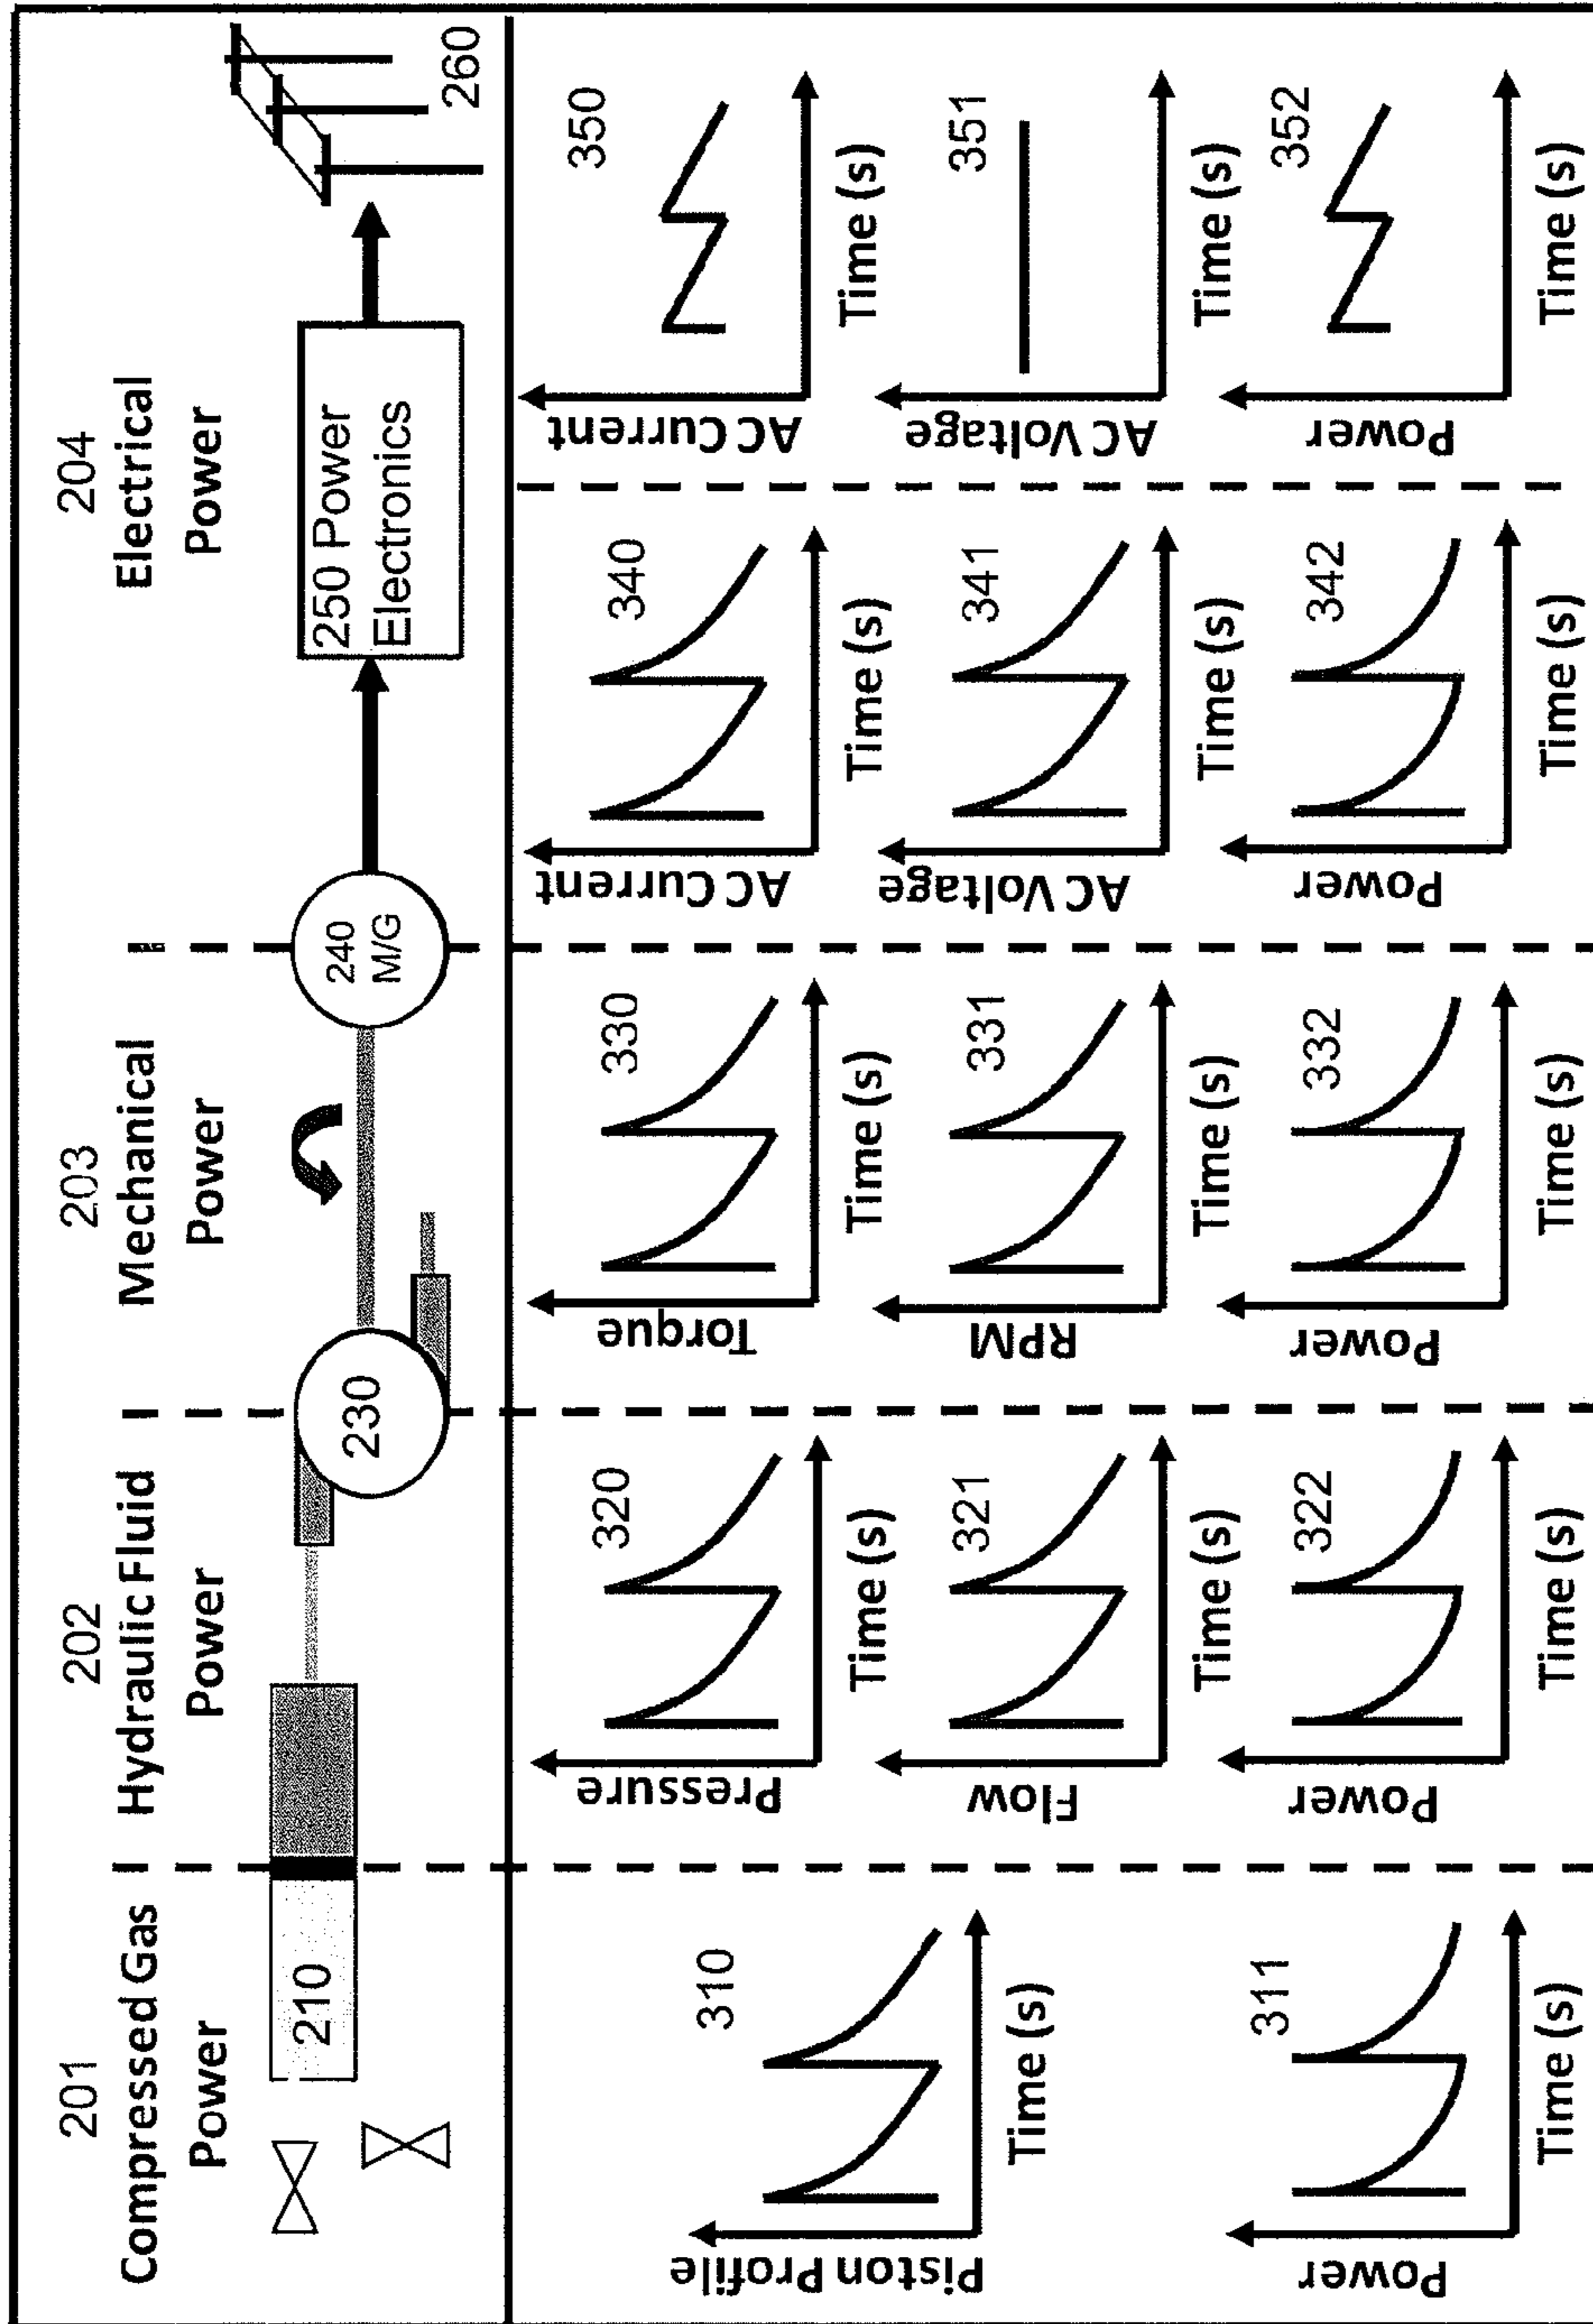 201
Compressed Gas
Power
202
Hydraulic Fluid
Power
203
Mechanical
Power
204
Electrical
Power
210
230
240
M/G
250 Power
Electronics
260
Piston Profile
310
Time (s)
Power
311
Time (s)
Pressure
320
Time (s)
Flow
321
Time (s)
Power
322
Time (s)
Torque
330
Time (s)
RPM
331
Time (s)
Power
332
Time (s)
AC Current
340
Time (s)
AC Voltage
341
Time (s)
Power
342
Time (s)
AC Current
350
Time (s)
AC Voltage
351
Time (s)
Power
352
Time (s)